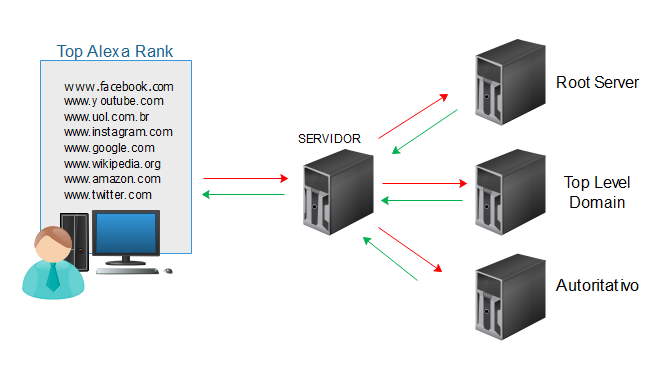 Top Alexa Rank
www.facebook.com
www.youtube.com
www.uol.com.br
www.instagram.com
www.google.com
www.wikipedia.org
www.amazon.com
www.twitter.com
SERVIDOR
Root Server
Top Level
Domain
Autoritativo